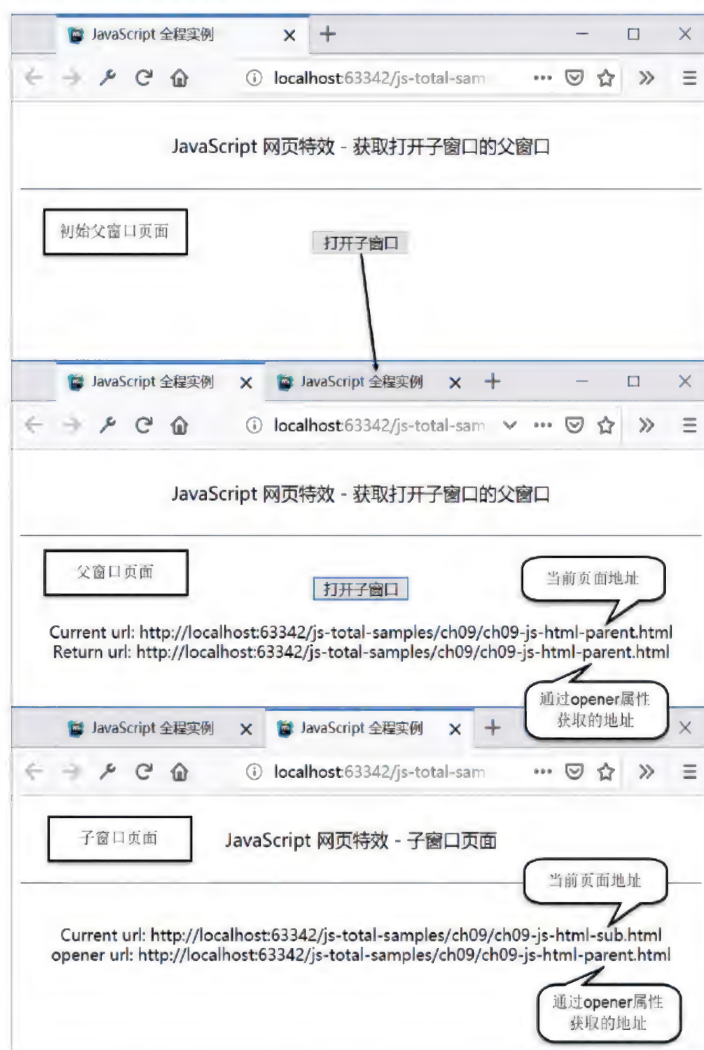 JavaScript 全程实例
localhost:63342/js-total-sam
JavaScript 网页特效 - 获取打开子窗口的父窗口
初始父窗口页面
打开子窗口
JavaScript 全程实例
JavaScript 全程实例
localhost:63342/js-total-sam
JavaScript 网页特效 - 获取打开子窗口的父窗口
父窗口页面
打开子窗口
当前页面地址
Current url: http://localhost:63342/js-total-samples/ch09/ch09-js-html-parent.html
Return url: http://localhost:63342/js-total-samples/ch09/ch09-js-html-parent.html
通过opener属性
获取的地址
JavaScript 全程实例
JavaScript 全程实例
localhost:63342/js-total-sam
子窗口页面
JavaScript 网页特效 - 子窗口页面
当前页面地址
Current url: http://localhost:63342/js-total-samples/ch09/ch09-js-html-sub.html
opener url: http://localhost:63342/js-total-samples/ch09/ch09-js-html-parent.html
通过opener属性
获取的地址